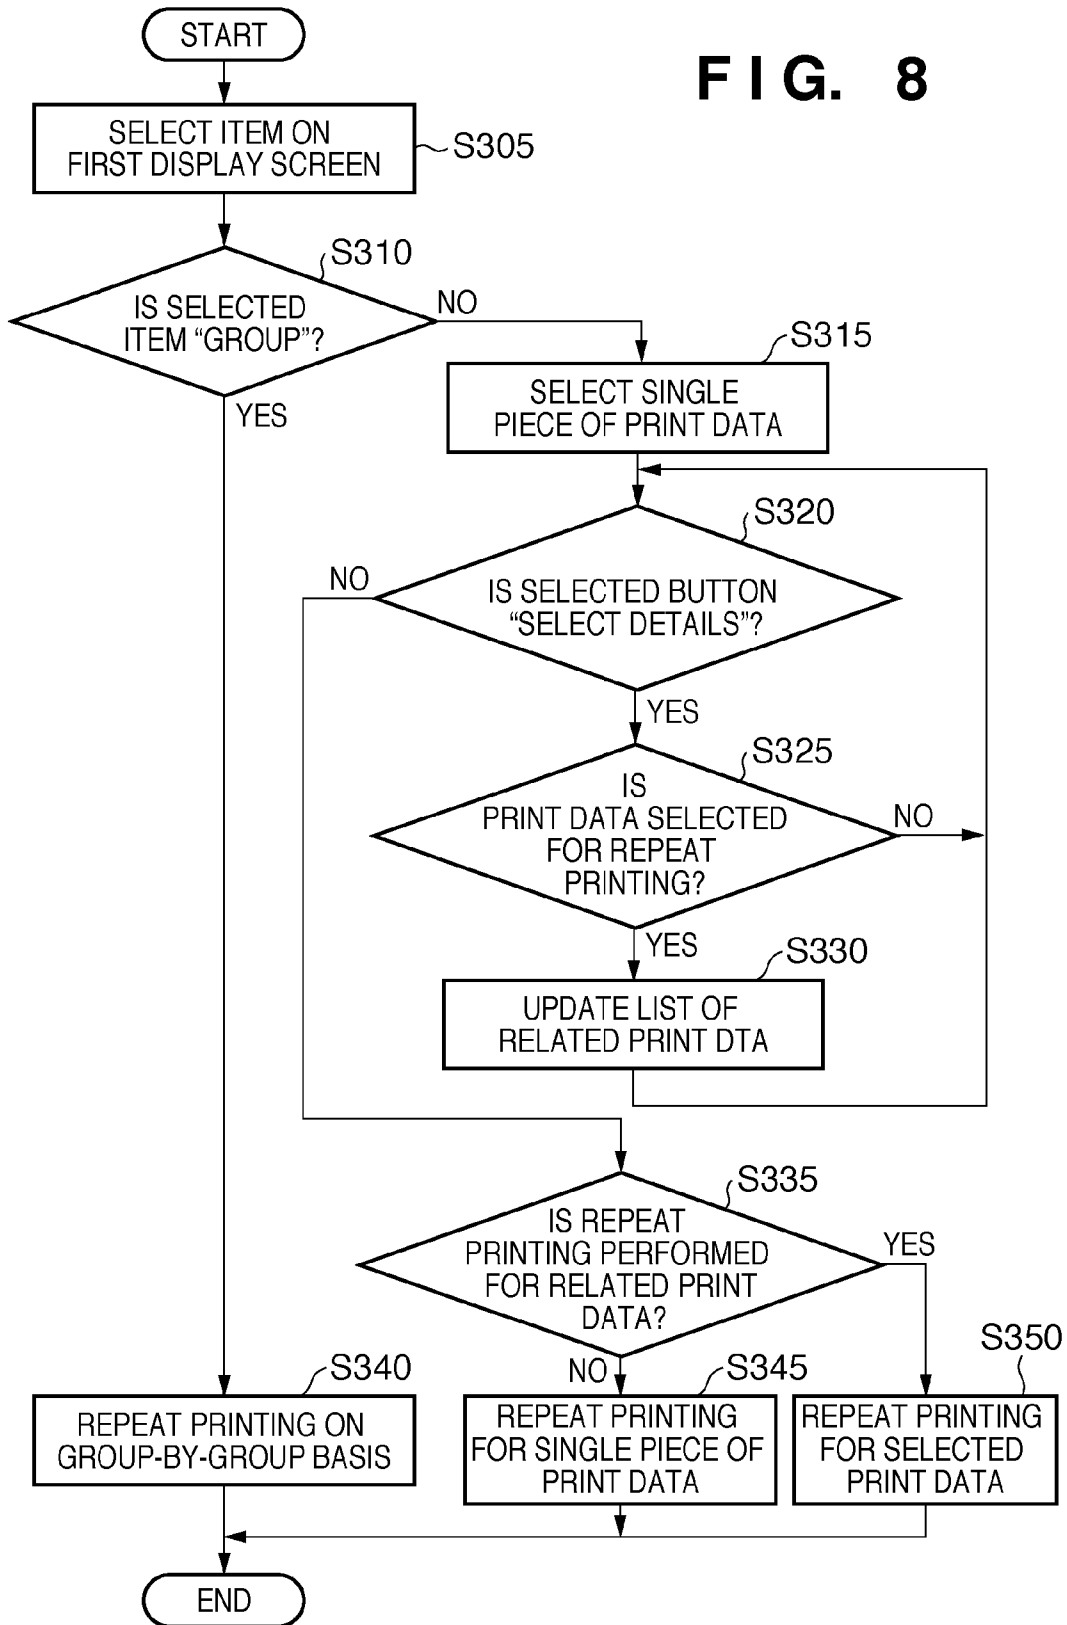 START
FIG. 8
SELECT ITEM ON
FIRST DISPLAY SCREEN
S305
S310
IS SELECTED
ITEM “GROUP”?
NO
YES
S315
SELECT SINGLE
PIECE OF PRINT DATA
S320
NO
IS SELECTED BUTTON
“SELECT DETAILS”?
YES
S325
IS
PRINT DATA SELECTED
FOR REPEAT
PRINTING?
NO
YES
S330
UPDATE LIST OF
RELATED PRINT DTA
S335
IS REPEAT
PRINTING PERFORMED
FOR RELATED PRINT
DATA?
YES
NO
S340
REPEAT PRINTING ON
GROUP-BY-GROUP BASIS
S345
REPEAT PRINTING
FOR SINGLE PIECE OF
PRINT DATA
S350
REPEAT PRINTING
FOR SELECTED
PRINT DATA
END